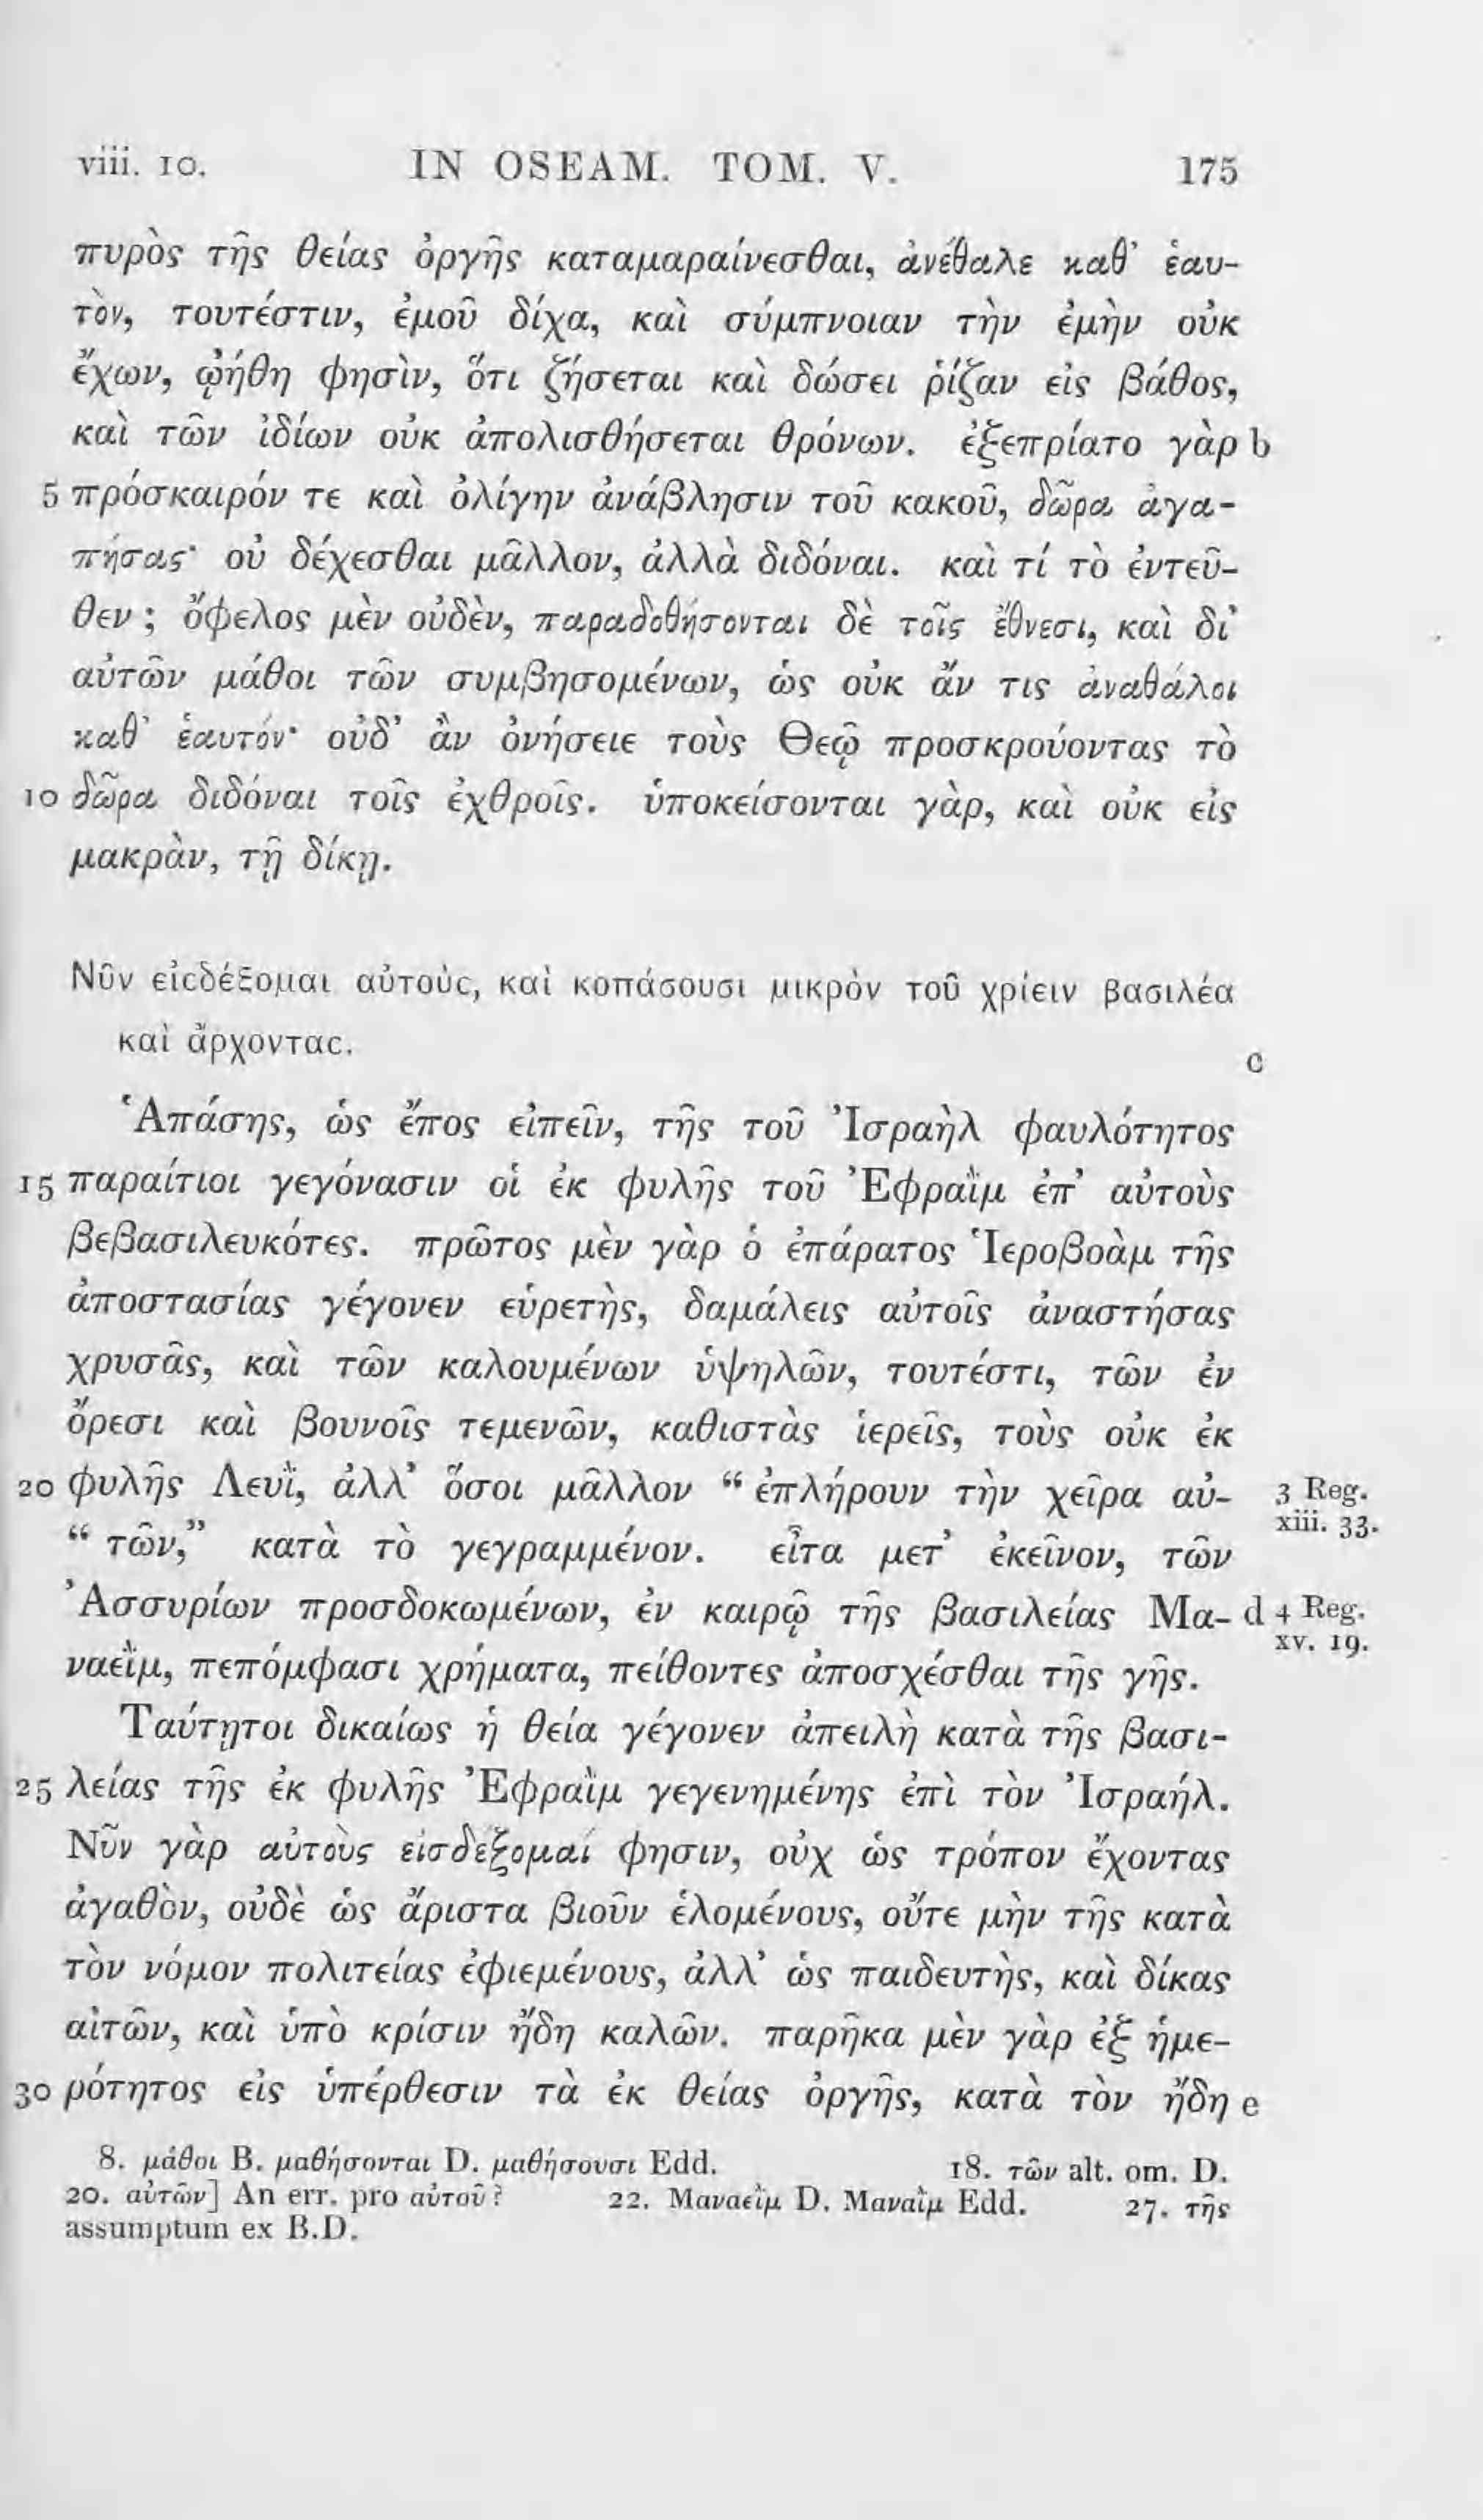 viii. 10. IN OSEAM. TOM. V. 175
πυρὸς τῆς θείας ὀργῆς καταμαραίνεσθαι, ἀνέθαλε καθ' ἑαυ-
τὸν, τουτέστιν, ἐμοῦ δίχα, καὶ σύμπνοιαν τὴν ἐμὴν οὐκ
ἔχων, ᾠήθη φησὶν, ὅτι ζήσεται καὶ δώσει ῥίζαν εἰς βάθος,
καὶ τῶν ἰδίων οὐκ ἀπολισθήσεται θρόνων. ἐξεπρίατο γὰρ b
5 πρόσκαιρόν τε καὶ ὀλίγην ἀνάβλησιν τοῦ κακοῦ, δῶρα ἀγα-
πήσας· οὐ δέχεσθαι μᾶλλον, ἀλλὰ διδόναι. καὶ τί τὸ ἐντεῦ-
θεν ; ὄφελος μὲν οὐδὲν, παραδοθήσονται δὲ τοῖς ἔθνεσι, καὶ δι'
αὐτῶν μάθοι τῶν συμβησομένων, ὡς οὐκ ἄν τις ἀναθάλοι
καθ' ἑαυτόν· οὐδ' ἂν ὀνήσειε τοὺς Θεῷ προσκρούοντας τὸ
10 δῶρα διδόναι τοῖς ἐχθροῖς. ὑποκείσονται γὰρ, καὶ οὐκ εἰς
μακρὰν, τῇ δίκῃ.
Νῦν εἰσδέξομαι αὐτοὺς, καὶ κοπάσουσι μικρὸν τοῦ χρίειν βασιλέα
καὶ ἄρχοντας.
c
Ἁπάσης, ὡς ἔπος εἰπεῖν, τῆς τοῦ Ἰσραὴλ φαυλότητος
15 παραίτιοι γεγόνασιν οἱ ἐκ φυλῆς τοῦ Ἐφραῒμ ἐπ' αὐτοὺς
βεβασιλευκότες. πρῶτος μὲν γὰρ ὁ ἐπάρατος Ἱεροβοὰμ τῆς
ἀποστασίας γέγονεν εὑρετὴς, δαμάλεις αὐτοῖς ἀναστήσας
χρυσᾶς, καὶ τῶν καλουμένων ὑψηλῶν, τουτέστι, τῶν ἐν
ὄρεσι καὶ βουνοῖς τεμενῶν, καθιστὰς ἱερεῖς, τοὺς οὐκ ἐκ
20 φυλῆς Λευῒ, ἀλλ' ὅσοι μᾶλλον “ ἐπλήρουν τὴν χεῖρα αὐ- 3 Reg.
“ τῶν,” κατὰ τὸ γεγραμμένον. εἶτα μετ' ἐκεῖνον, τῶν xiii. 33.
Ἀσσυρίων προσδοκωμένων, ἐν καιρῷ τῆς βασιλείας Μα- d 4 Reg.
ναεῒμ, πεπόμφασι χρήματα, πείθοντες ἀποσχέσθαι τῆς γῆς. xv. 19.
Ταύτῃτοι δικαίως ἡ θεία γέγονεν ἀπειλὴ κατὰ τῆς βασι-
25 λείας τῆς ἐκ φυλῆς Ἐφραῒμ γεγενημένης ἐπὶ τὸν Ἰσραήλ.
Νῦν γὰρ αὐτοὺς εἰσδέξομαί φησιν, οὐχ ὡς τρόπον ἔχοντας
ἀγαθὸν, οὐδὲ ὡς ἄριστα βιοῦν ἑλομένους, οὔτε μὴν τῆς κατὰ
τὸν νόμον πολιτείας ἐφιεμένους, ἀλλ' ὡς παιδευτὴς, καὶ δίκας
αἰτῶν, καὶ ὑπὸ κρίσιν ἤδη καλῶν. παρῆκα μὲν γὰρ ἐξ ἡμε-
30 ρότητος εἰς ὑπέρθεσιν τὰ ἐκ θείας ὀργῆς, κατὰ τὸν ἤδη e
8. μάθοι B. μαθήσονται D. μαθήσουσι Edd. 18. τῶν alt. om. D.
20. αὐτῶν] An err. pro αὐτοῦ? 22. Μαναεῒμ D. Μαναῒμ Edd. 27. τῆς
assumptum ex B.D.